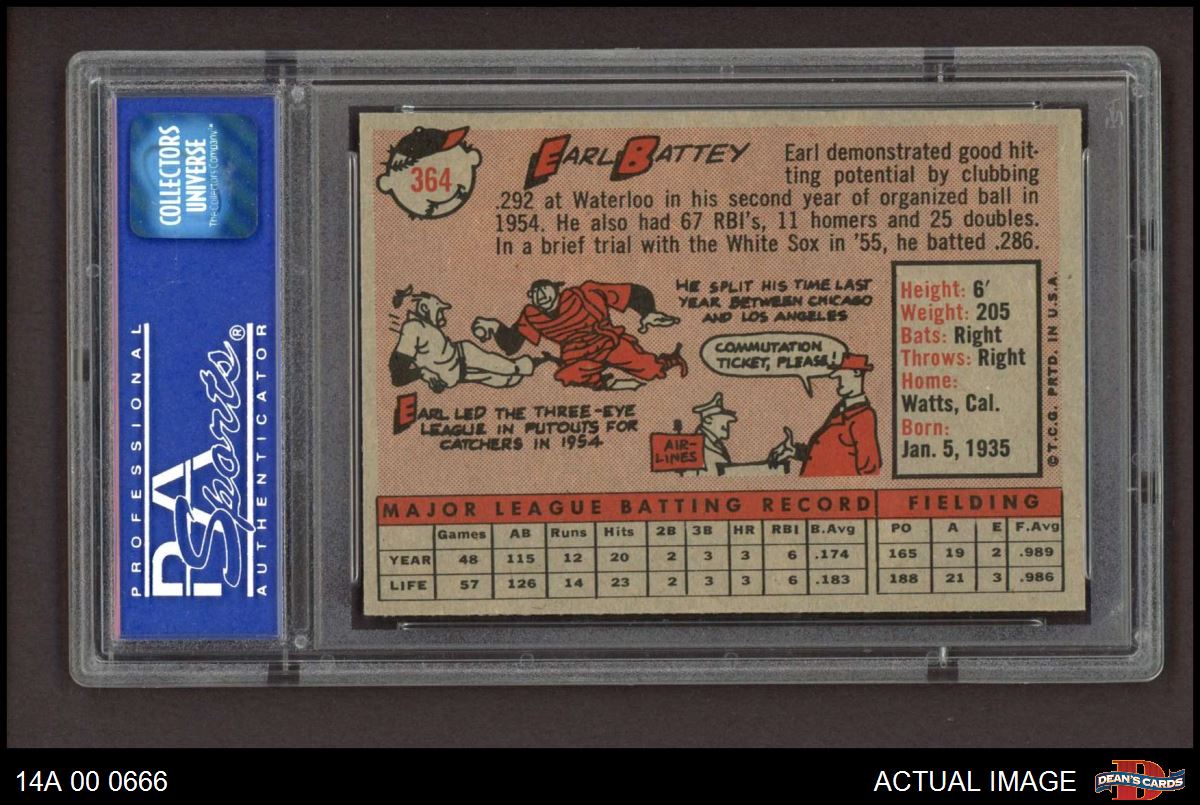 COLLECTORS
UNIVERSE
The Collectors Company™
PROFESSIONAL
PSA
Sports®
AUTHENTICATOR
364
EARL BATTEY
Earl demonstrated good hit-
ting potential by clubbing
.292 at Waterloo in his second year of organized ball in
1954. He also had 67 RBI's, 11 homers and 25 doubles.
In a brief trial with the White Sox in '55, he batted .286.
HE SPLIT HIS TIME LAST
YEAR BETWEEN CHICAGO
AND LOS ANGELES
COMMUTATION
TICKET, PLEASE!
EARL LED THE THREE-EYE
LEAGUE IN PUTOUTS FOR
CATCHERS IN 1954
AIR-
LINES
Height: 6'
Weight: 205
Bats: Right
Throws: Right
Home:
Watts, Cal.
Born:
Jan. 5, 1935
©T.C.G. PRTD. IN U.S.A.
MAJOR LEAGUE BATTING RECORD FIELDING
Games AB Runs Hits 2B 3B HR RBI B.Avg PO A E F.Avg
YEAR 48 115 12 20 2 3 3 6 .174 165 19 2 .989
LIFE 57 126 14 23 2 3 3 6 .183 188 21 3 .986
14A 00 0666
ACTUAL IMAGE
DEAN'S CARDS